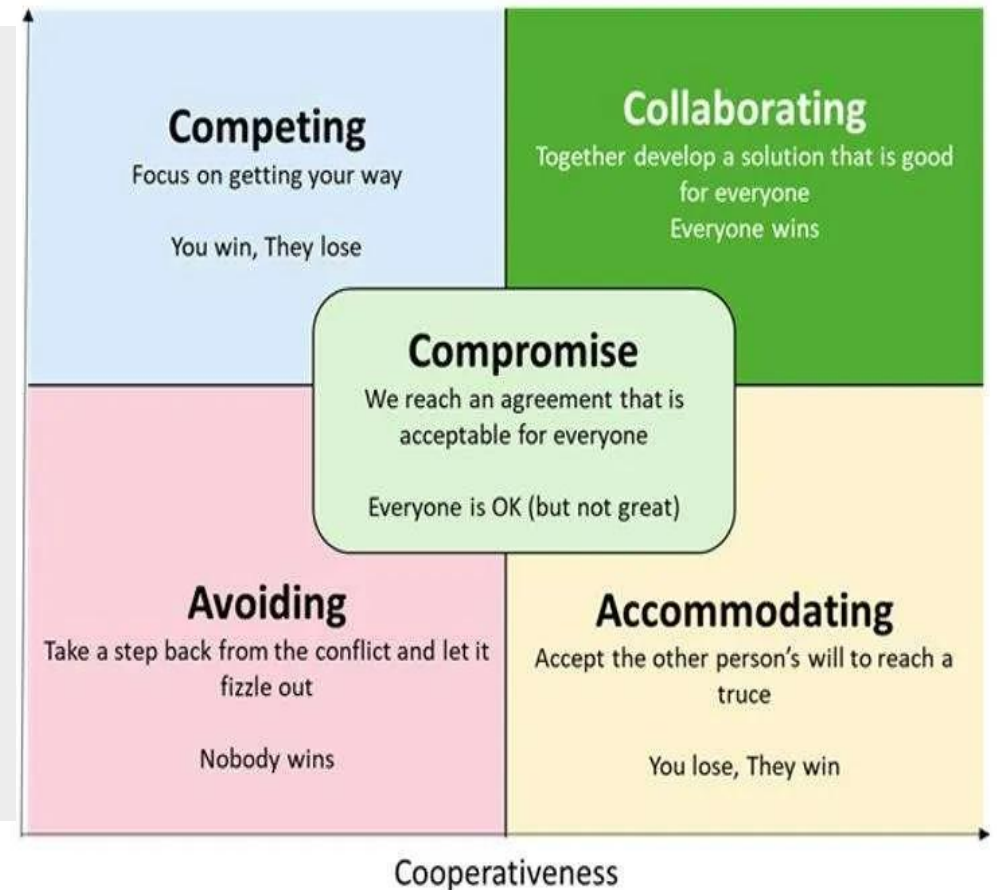 Competing
Focus on getting your way
You win, They lose
Collaborating
Together develop a solution that is good
for everyone
Everyone wins
Compromise
We reach an agreement that is
acceptable for everyone
Everyone is OK (but not great)
Avoiding
Take a step back from the conflict and let it
fizzle out
Nobody wins
Accommodating
Accept the other person's will to reach a
truce
You lose, They win
Cooperativeness